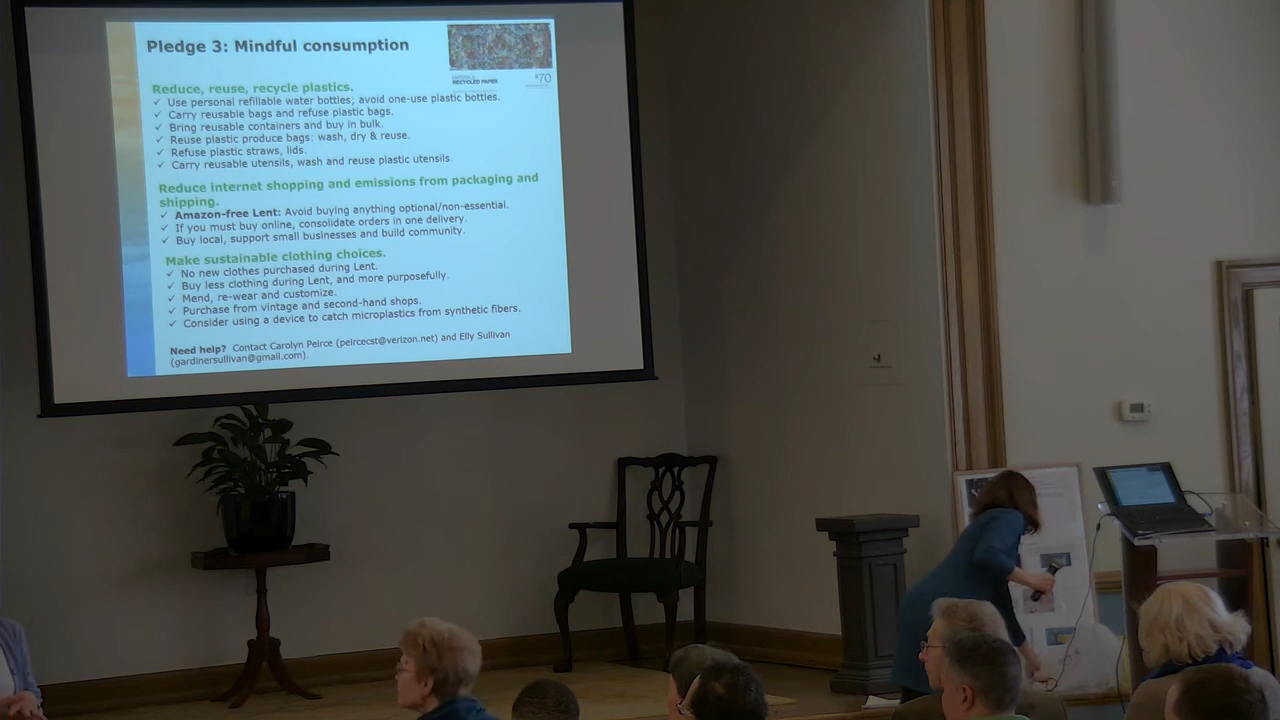 Pledge 3: Mindful consumption
RECYCLED PAPER
$70
Reduce, reuse, recycle plastics.
✓ Use personal refillable water bottles; avoid one-use plastic bottles.
✓ Carry reusable bags and refuse plastic bags.
✓ Bring reusable containers and buy in bulk.
✓ Reuse plastic produce bags: wash, dry & reuse.
✓ Refuse plastic straws, lids.
✓ Carry reusable utensils, wash and reuse plastic utensils.
Reduce internet shopping and emissions from packaging and
shipping.
✓ Amazon-free Lent: Avoid buying anything optional/non-essential.
✓ If you must buy online, consolidate orders in one delivery.
✓ Buy local, support small businesses and build community.
Make sustainable clothing choices.
✓ No new clothes purchased during Lent.
✓ Buy less clothing during Lent, and more purposefully.
✓ Mend, re-wear and customize.
✓ Purchase from vintage and second-hand shops.
✓ Consider using a device to catch microplastics from synthetic fibers.
Need help? Contact Carolyn Peirce (peircecst@verizon.net) and Elly Sullivan
(gardinersullivan@gmail.com).